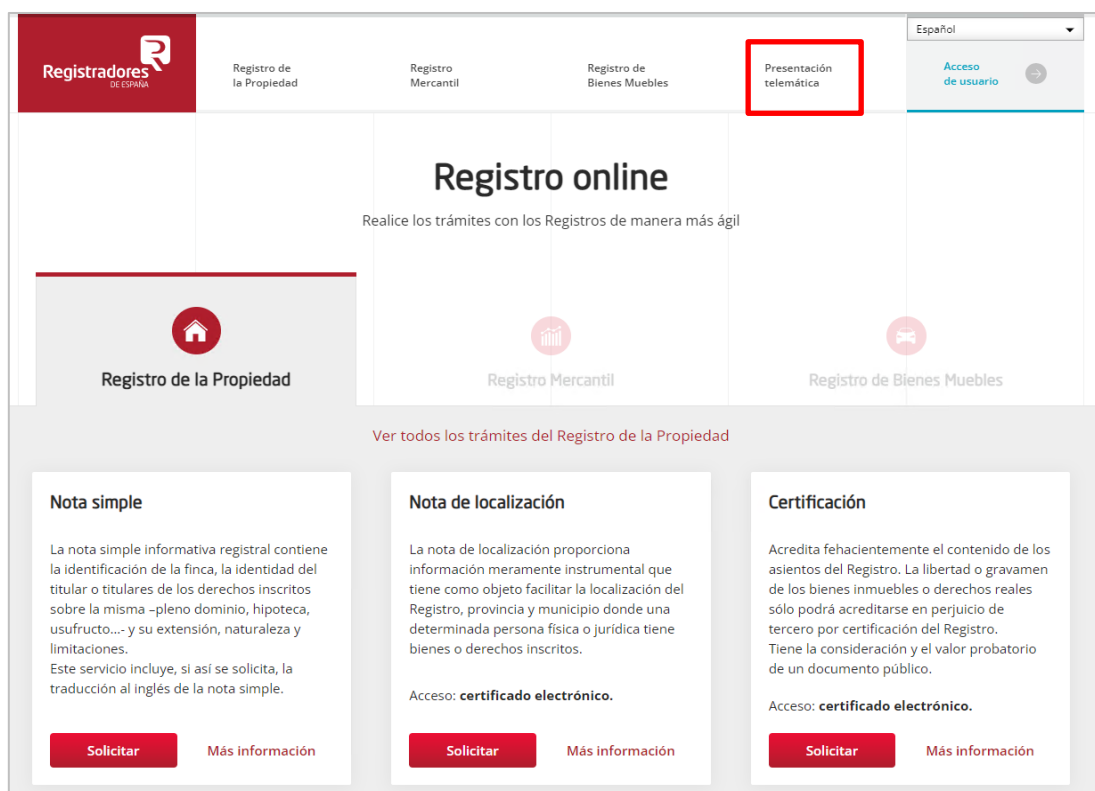 Español
Registradores
DE ESPAÑA
Registro de
la Propiedad
Registro
Mercantil
Registro de
Bienes Muebles
Presentación
telemática
Acceso
de usuario
Registro online
Realice los trámites con los Registros de manera más ágil
Registro de la Propiedad
Registro Mercantil
Registro de Bienes Muebles
Ver todos los trámites del Registro de la Propiedad
Nota simple
La nota simple informativa registral contiene
la identificación de la finca, la identidad del
titular o titulares de los derechos inscritos
sobre la misma –pleno dominio, hipoteca,
usufructo...- y su extensión, naturaleza y
limitaciones.
Este servicio incluye, si así se solicita, la
traducción al inglés de la nota simple.
Solicitar
Más información
Nota de localización
La nota de localización proporciona
información meramente instrumental que
tiene como objeto facilitar la localización del
Registro, provincia y municipio donde una
determinada persona física o jurídica tiene
bienes o derechos inscritos.
Acceso: certificado electrónico.
Solicitar
Más información
Certificación
Acredita fehacientemente el contenido de los
asientos del Registro. La libertad o gravamen
de los bienes inmuebles o derechos reales
sólo podrá acreditarse en perjuicio de
tercero por certificación del Registro.
Tiene la consideración y el valor probatorio
de un documento público.
Acceso: certificado electrónico.
Solicitar
Más información